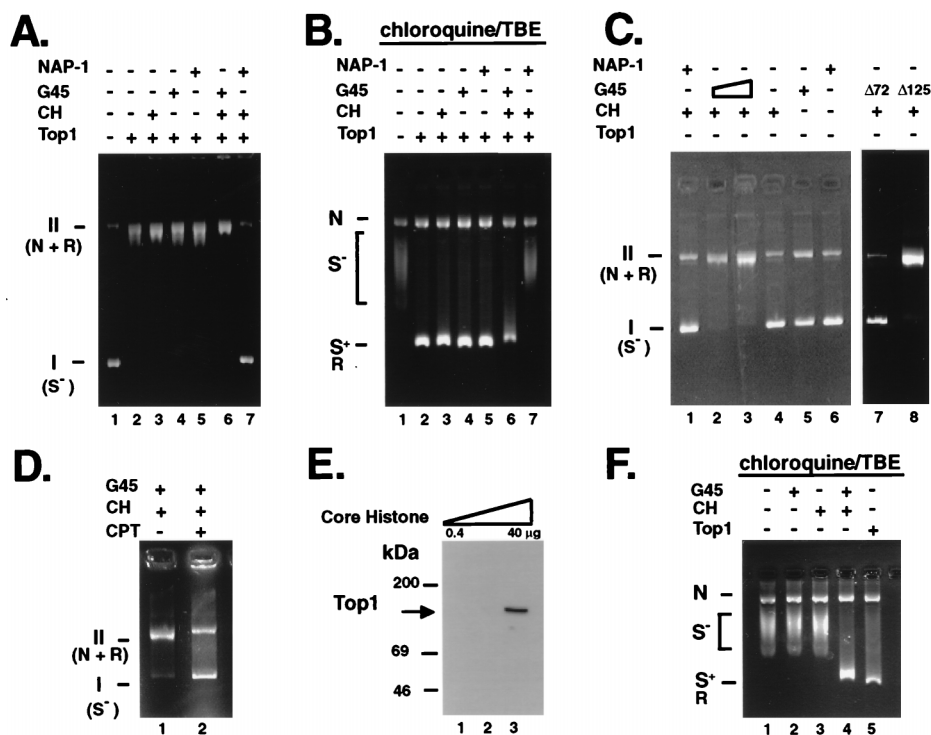 A.
NAP-1 - - - - + - +
G45 - - - + - + -
CH - - + - - + +
Top1 - + + + + + +
II
(N + R)
I
(S-)
1 2 3 4 5 6 7
B.
chloroquine/TBE
NAP-1 - - - - + - +
G45 - - - + - + -
CH - - + - - + +
Top1 - + + + + + +
N
S-
S+
R
1 2 3 4 5 6 7
C.
NAP-1 + - - - - +
G45 - - + - Δ72 Δ125
CH + + + + - - + +
Top1 - - - - - - - -
II
(N + R)
I
(S-)
1 2 3 4 5 6 7 8
D.
G45 + +
CH + +
CPT - +
II
(N + R)
I
(S-)
1 2
E.
Core Histone
0.4 40 µg
kDa
200
Top1
69
46
1 2 3
F.
chloroquine/TBE
G45 - + - + -
CH - - + + -
Top1 - - - - +
N
S-
S+
R
1 2 3 4 5